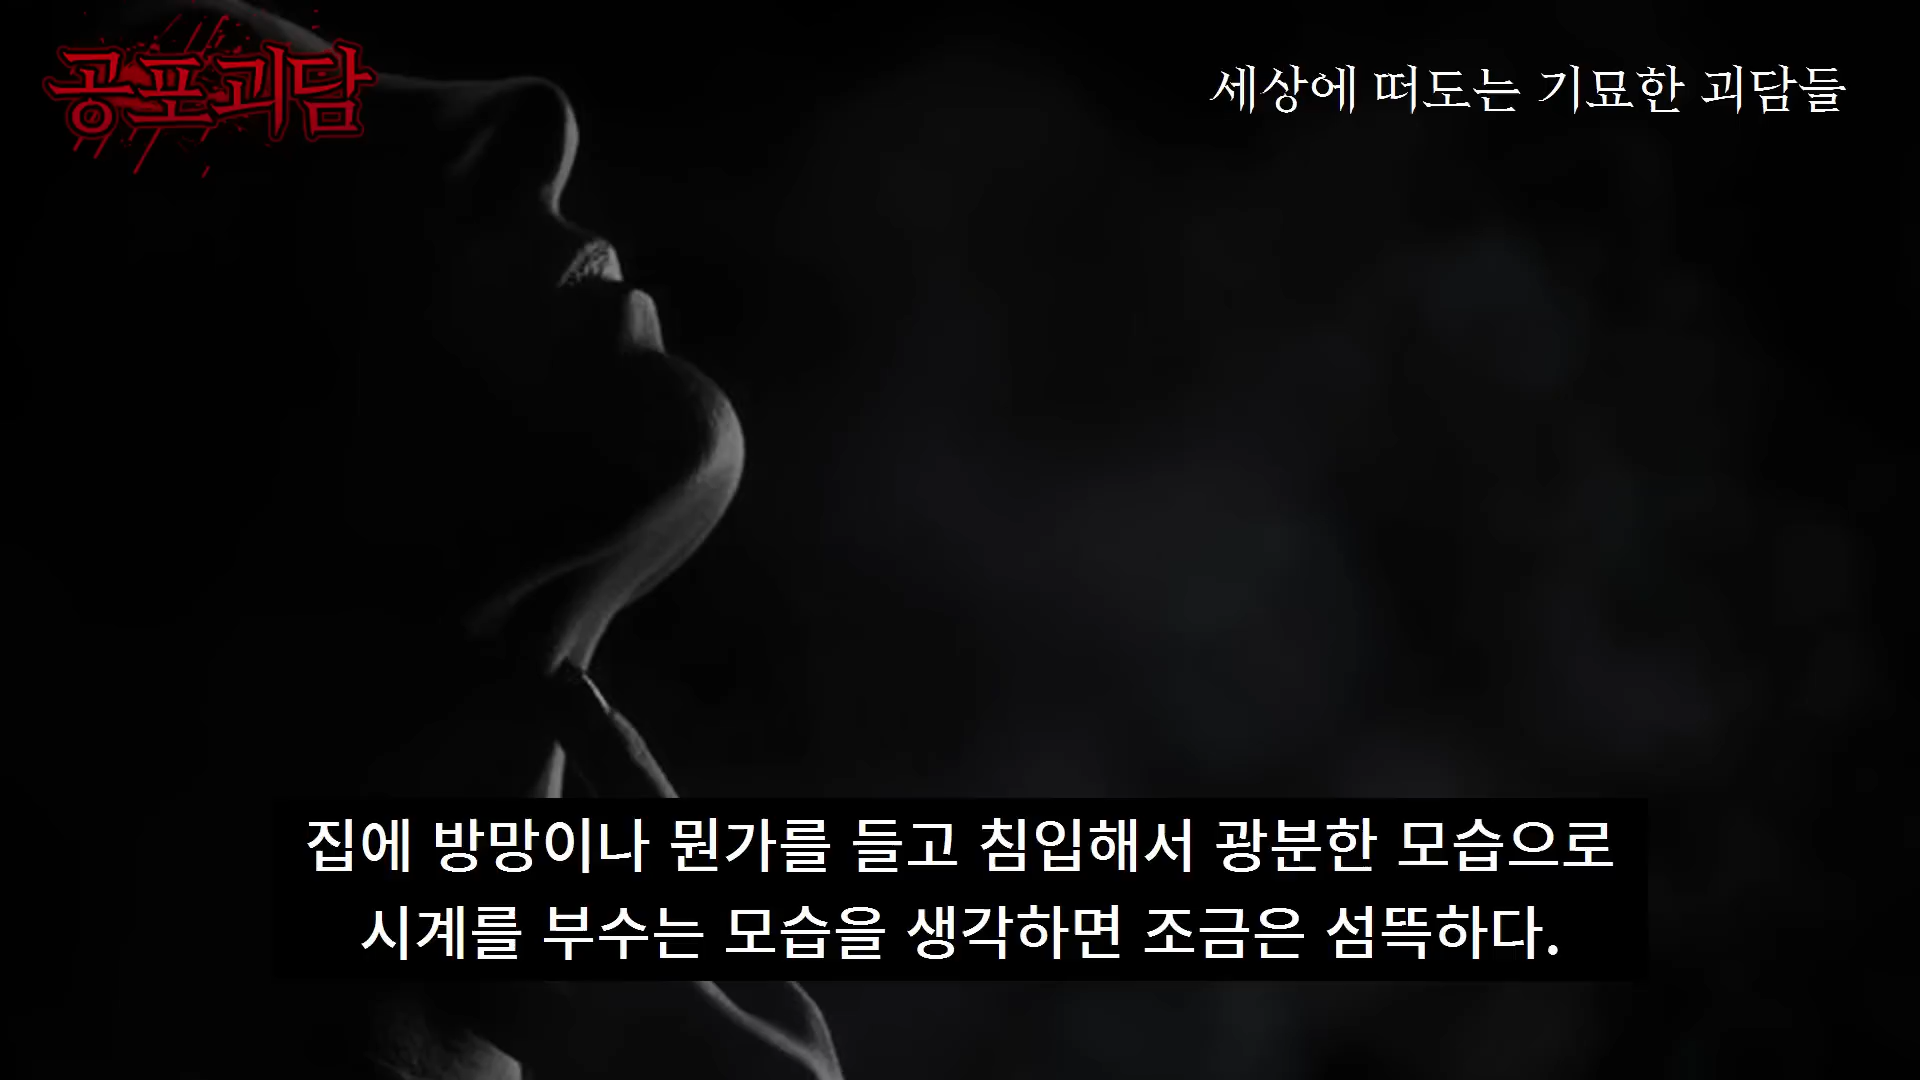 공포괴담
세상에 떠도는 기묘한 괴담들
집에 방망이나 뭔가를 들고 침입해서 광분한 모습으로
시계를 부수는 모습을 생각하면 조금은 섬뜩하다.